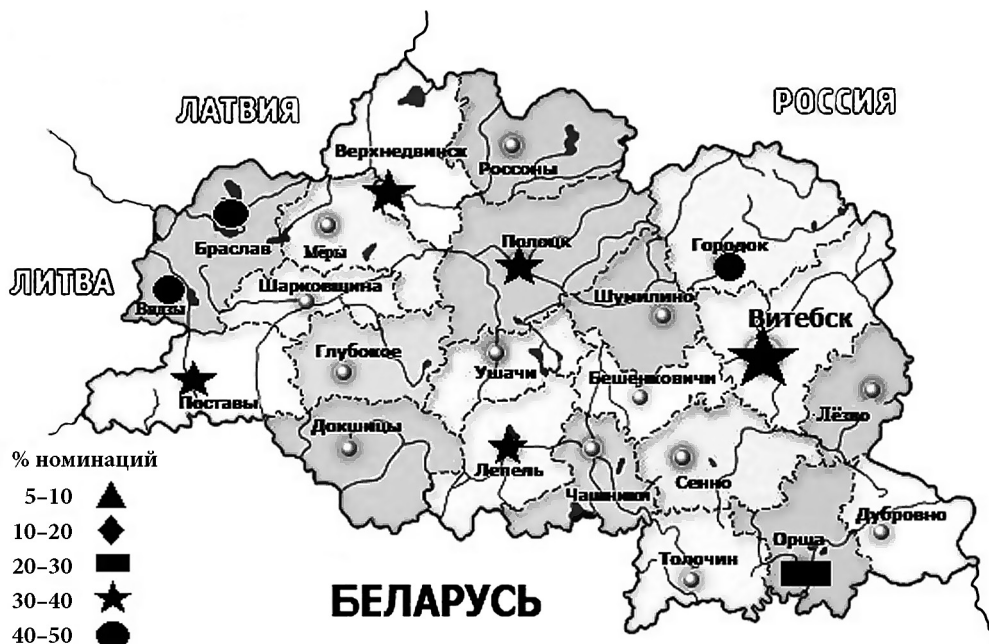 ЛАТВИЯ
РОССИЯ
Верхнедвинск
Россоны
Браслав
Мёры
Полоцк
Городок
ЛИТВА
Шарковщина
Шумилино
Видзы
Витебск
Глубокое
Ушачи
Бешенковичи
Поставы
Лёзно
Докшицы
% номинаций
Лепель
Чашники
Сенно
5–10
10–20
Дубровно
Орша
20–30
Толочин
30–40
БЕЛАРУСЬ
40–50